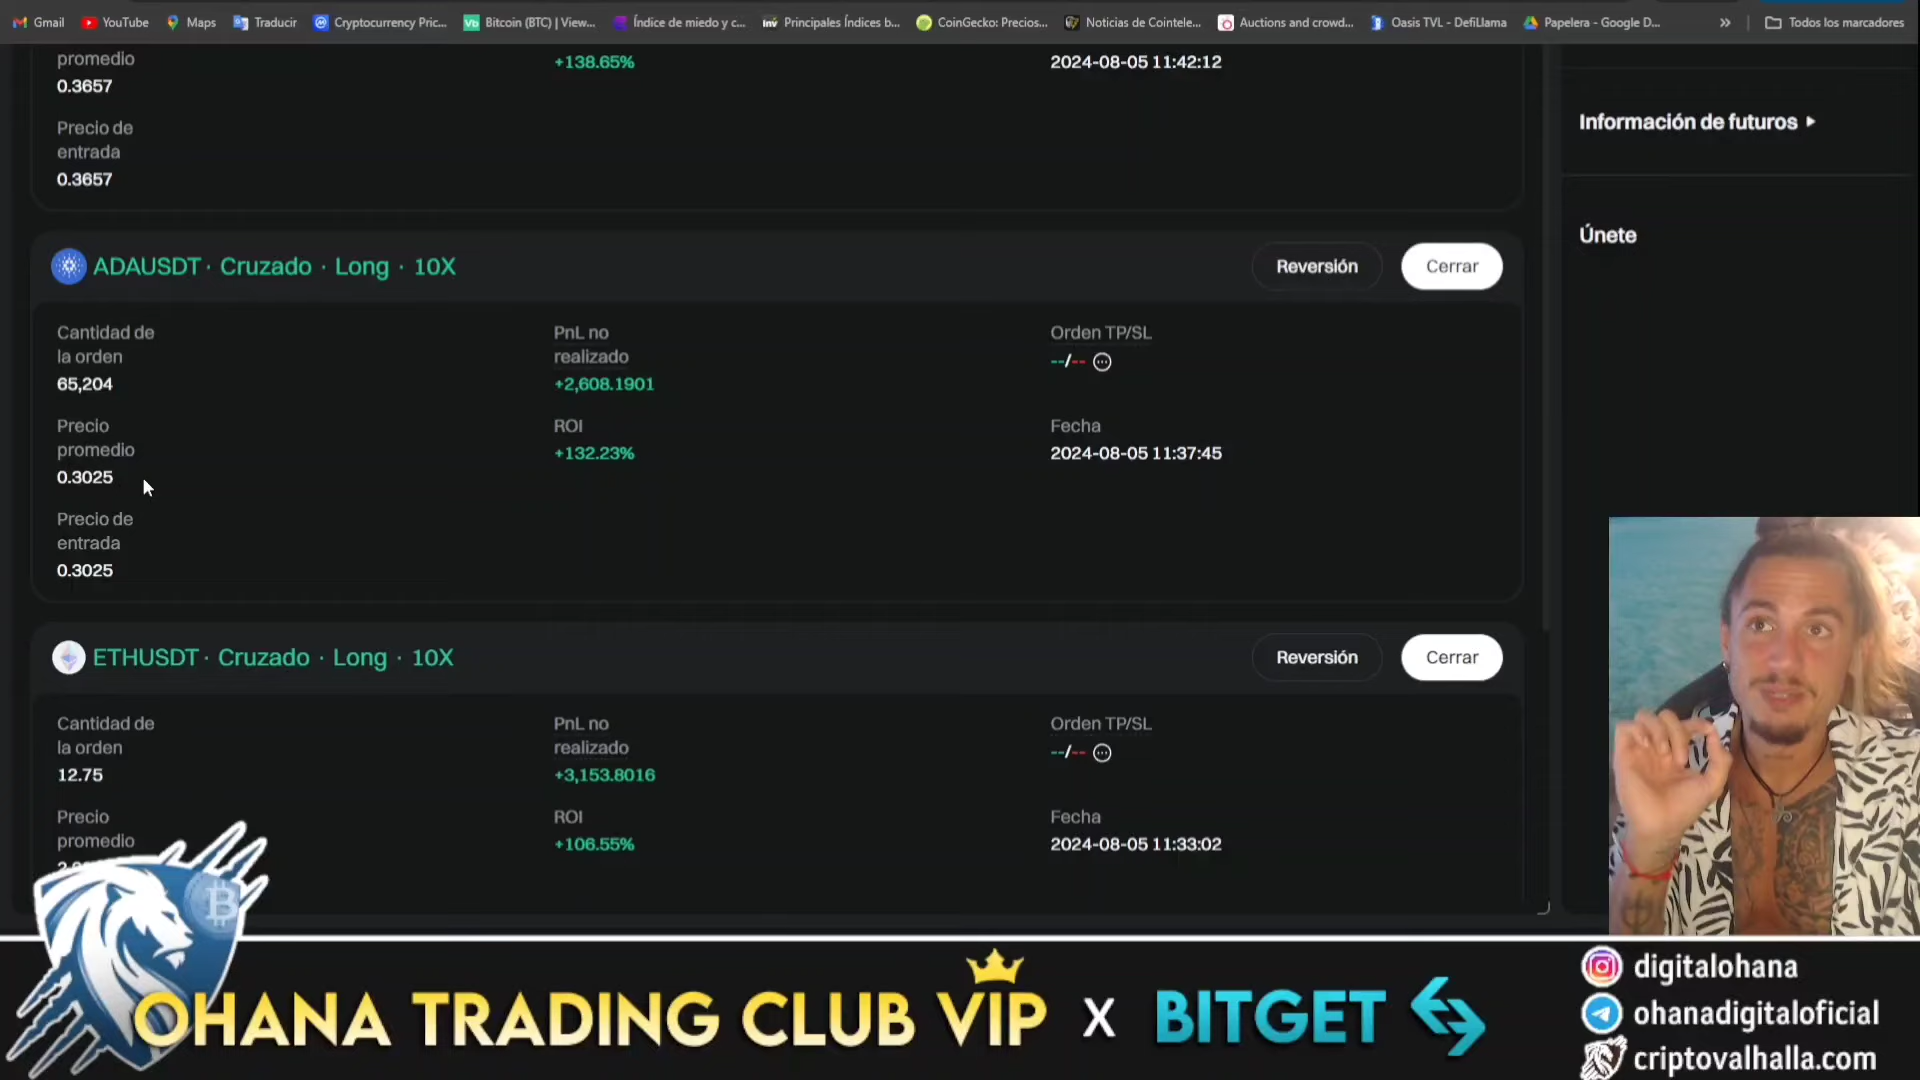 Gmail YouTube Maps Traducir Cryptocurrency Pric... Bitcoin (BTC) | View... Índice de miedo y c... Principales Índices b... CoinGecko: Precios... Noticias de Cointele... Auctions and crowd... Oasis TVL - DefiLlama Papelera - Google D... » Todos los marcadores
promedio
0.3657
+138.65%
2024-08-05 11:42:12
Precio de
entrada
0.3657
Información de futuros
Únete
ADAUSDT · Cruzado · Long · 10X
Reversión
Cerrar
Cantidad de
la orden
65,204
PnL no
realizado
+2,608.1901
Orden TP/SL
--/--
Precio
promedio
0.3025
ROI
+132.23%
Fecha
2024-08-05 11:37:45
Precio de
entrada
0.3025
ETHUSDT · Cruzado · Long · 10X
Reversión
Cerrar
Cantidad de
la orden
12.75
PnL no
realizado
+3,153.8016
Orden TP/SL
--/--
Precio
promedio
ROI
+106.55%
Fecha
2024-08-05 11:33:02
OHANA TRADING CLUB VIP X BITGET
digitalohana
ohanadigitaloficial
criptovalhalla.com